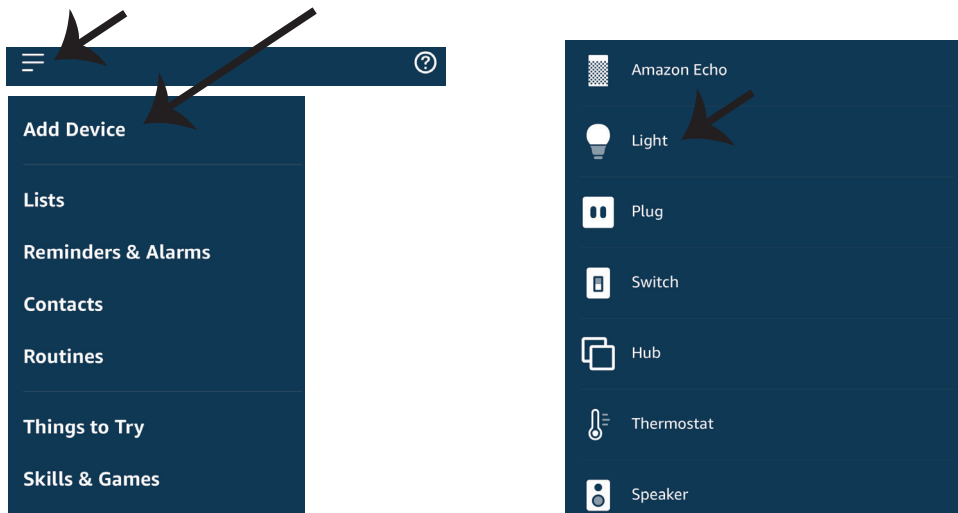 ?
Add Device
Lists
Reminders & Alarms
Contacts
Routines
Things to Try
Skills & Games
Amazon Echo
Light
Plug
Switch
Hub
Thermostat
Speaker